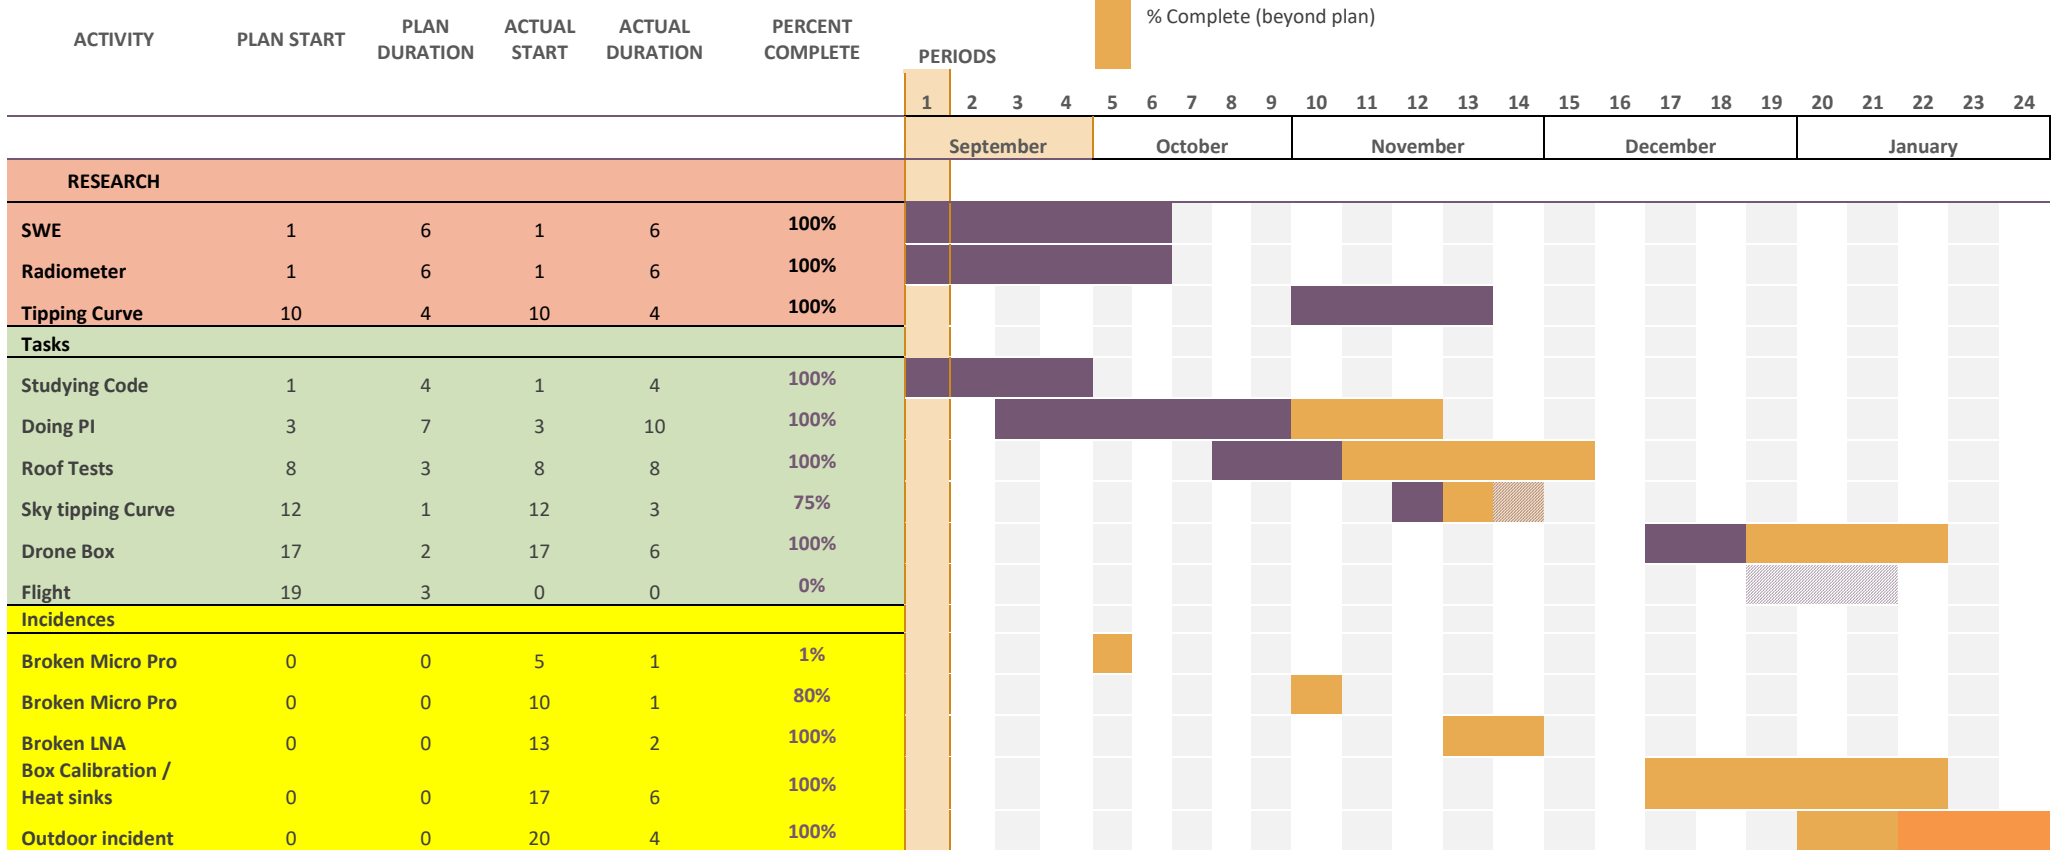 % Complete (beyond plan)
ACTIVITY PLAN START PLAN DURATION ACTUAL START ACTUAL DURATION PERCENT COMPLETE PERIODS
1 2 3 4 5 6 7 8 9 10 11 12 13 14 15 16 17 18 19 20 21 22 23 24
September October November December January
RESEARCH
SWE 1 6 1 6 100%
Radiometer 1 6 1 6 100%
Tipping Curve 10 4 10 4 100%
Tasks
Studying Code 1 4 1 4 100%
Doing PI 3 7 3 10 100%
Roof Tests 8 3 8 8 100%
Sky tipping Curve 12 1 12 3 75%
Drone Box 17 2 17 6 100%
Flight 19 3 0 0 0%
Incidences
Broken Micro Pro 0 0 5 1 1%
Broken Micro Pro 0 0 10 1 80%
Broken LNA 0 0 13 2 100%
Box Calibration /
Heat sinks 0 0 17 6 100%
Outdoor incident 0 0 20 4 100%